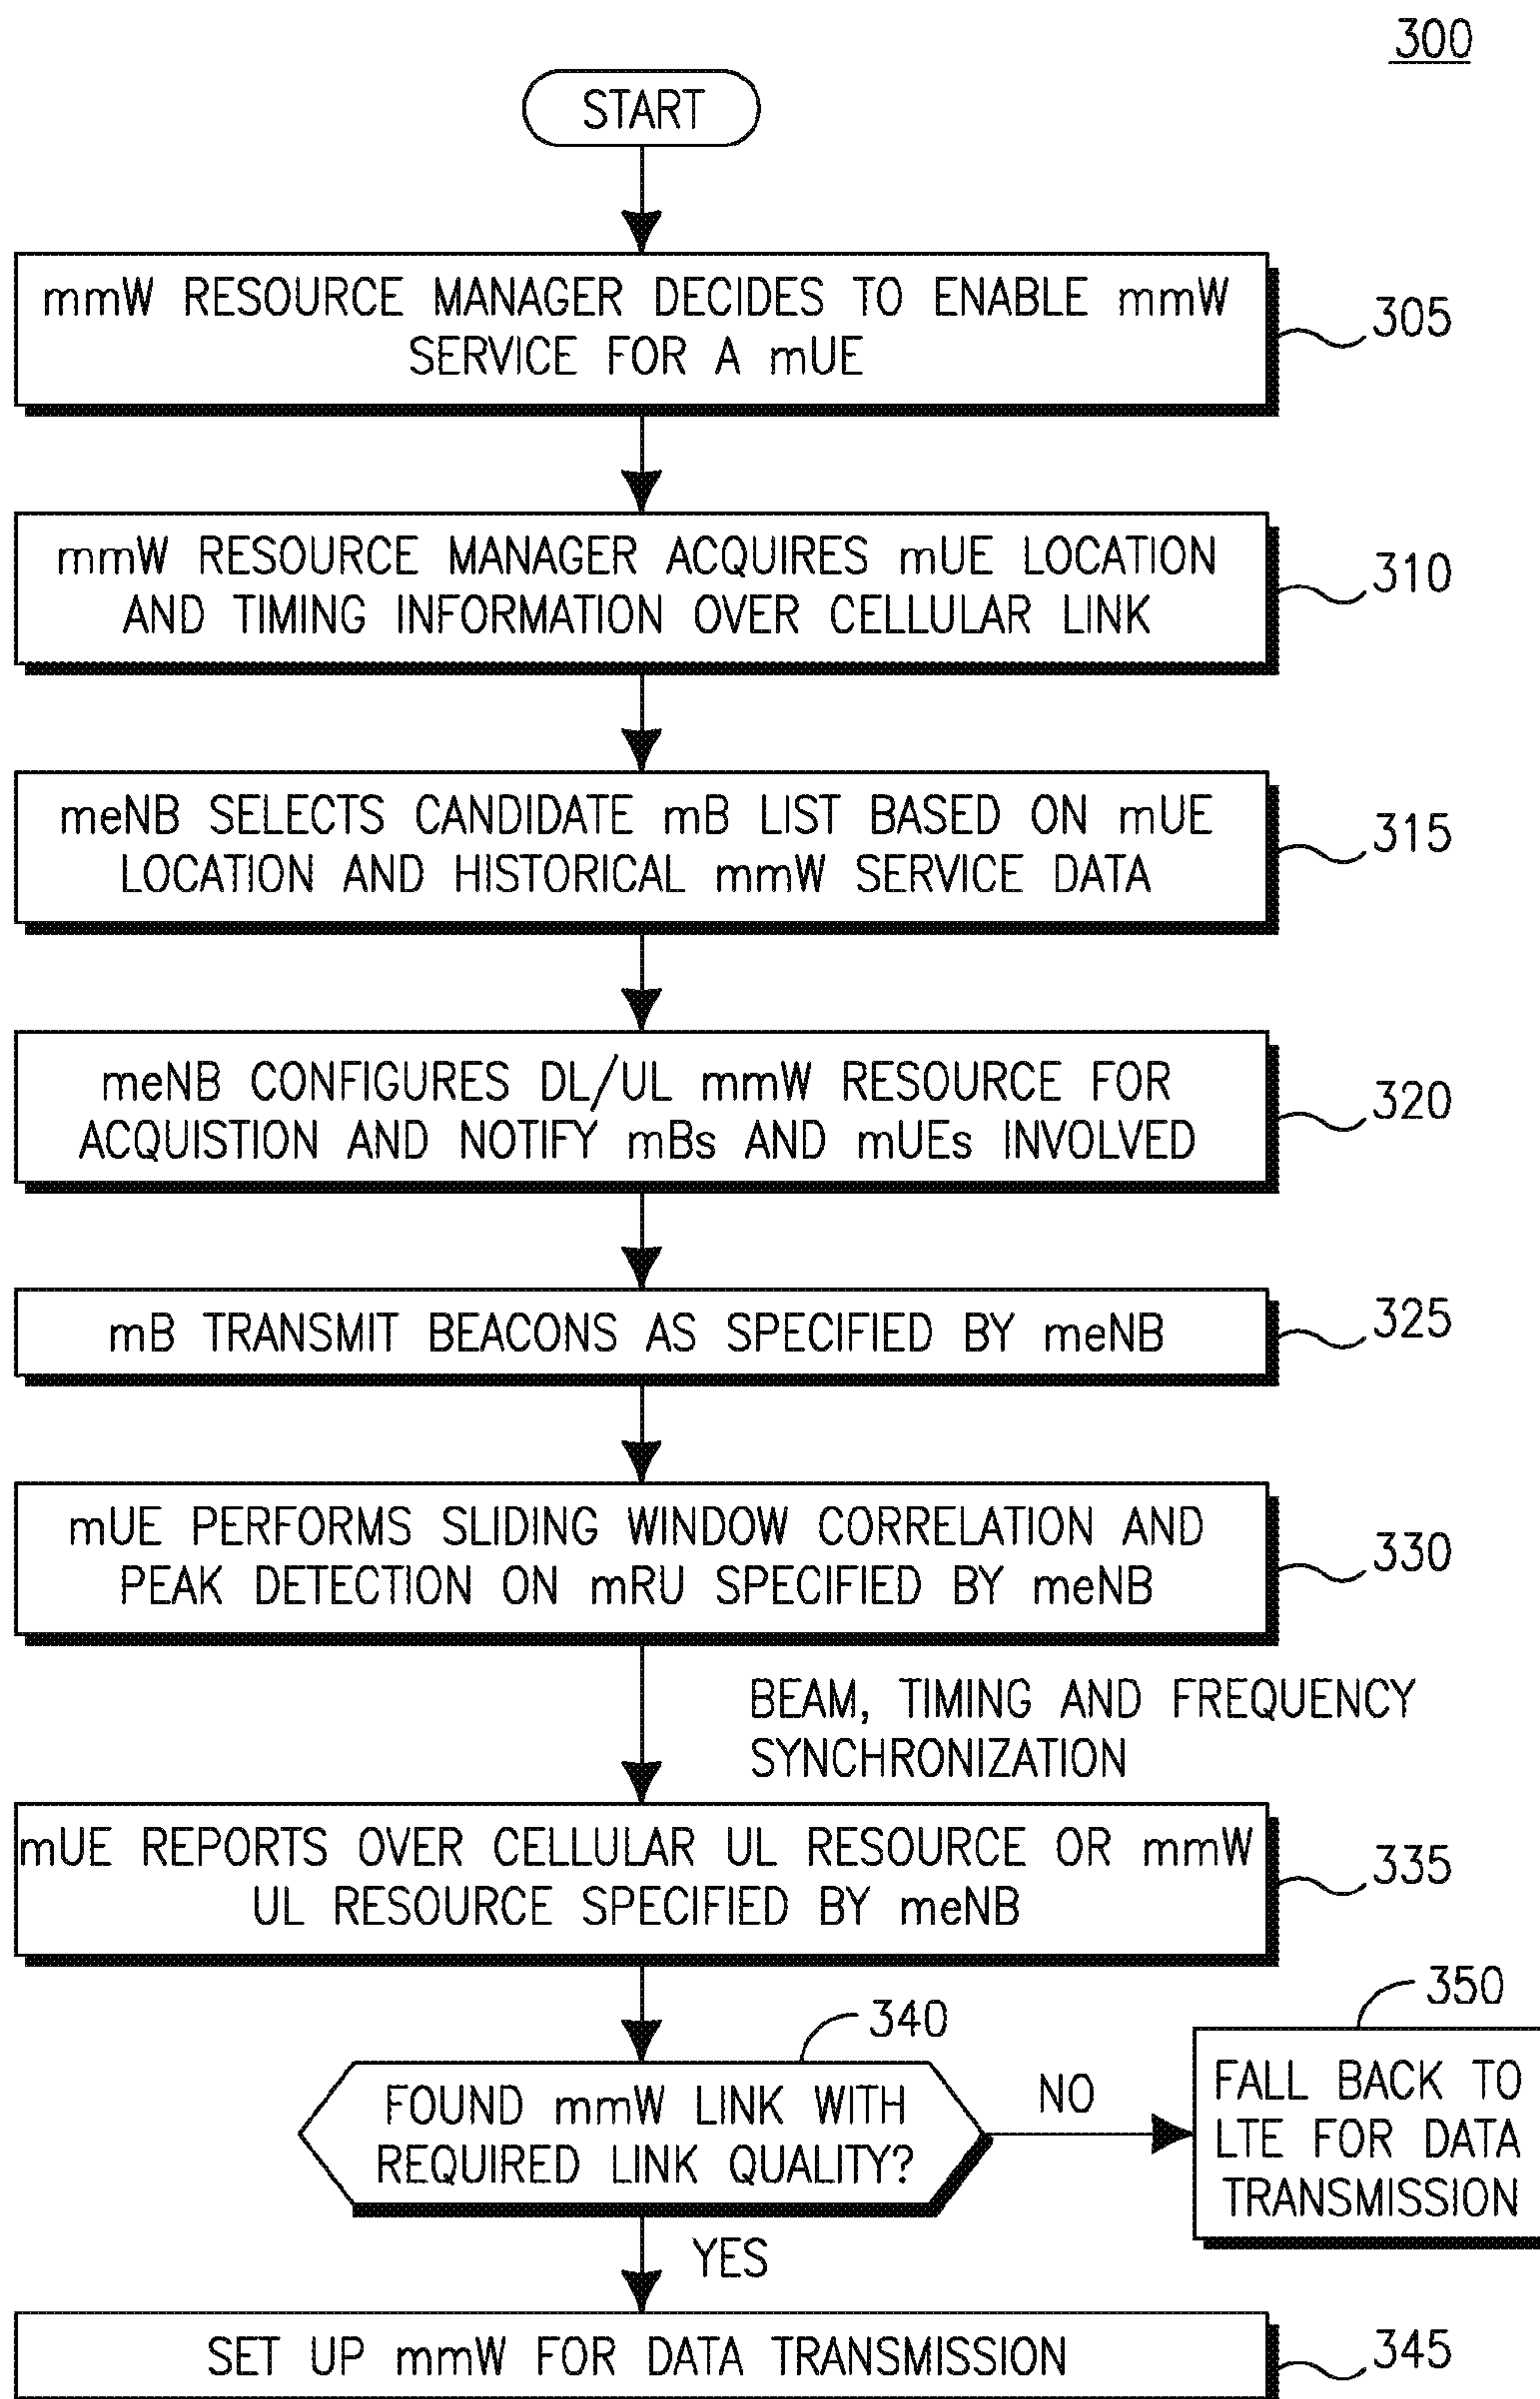 300
START
mmW RESOURCE MANAGER DECIDES TO ENABLE mmW
SERVICE FOR A mUE
305
mmW RESOURCE MANAGER ACQUIRES mUE LOCATION
AND TIMING INFORMATION OVER CELLULAR LINK
310
meNB SELECTS CANDIDATE mB LIST BASED ON mUE
LOCATION AND HISTORICAL mmW SERVICE DATA
315
meNB CONFIGURES DL/UL mmW RESOURCE FOR
ACQUISTION AND NOTIFY mBs AND mUEs INVOLVED
320
mB TRANSMIT BEACONS AS SPECIFIED BY meNB
325
mUE PERFORMS SLIDING WINDOW CORRELATION AND
PEAK DETECTION ON mRU SPECIFIED BY meNB
330
BEAM, TIMING AND FREQUENCY
SYNCHRONIZATION
mUE REPORTS OVER CELLULAR UL RESOURCE OR mmW
UL RESOURCE SPECIFIED BY meNB
335
340
FOUND mmW LINK WITH
REQUIRED LINK QUALITY?
NO
350
FALL BACK TO
LTE FOR DATA
TRANSMISSION
YES
SET UP mmW FOR DATA TRANSMISSION
345